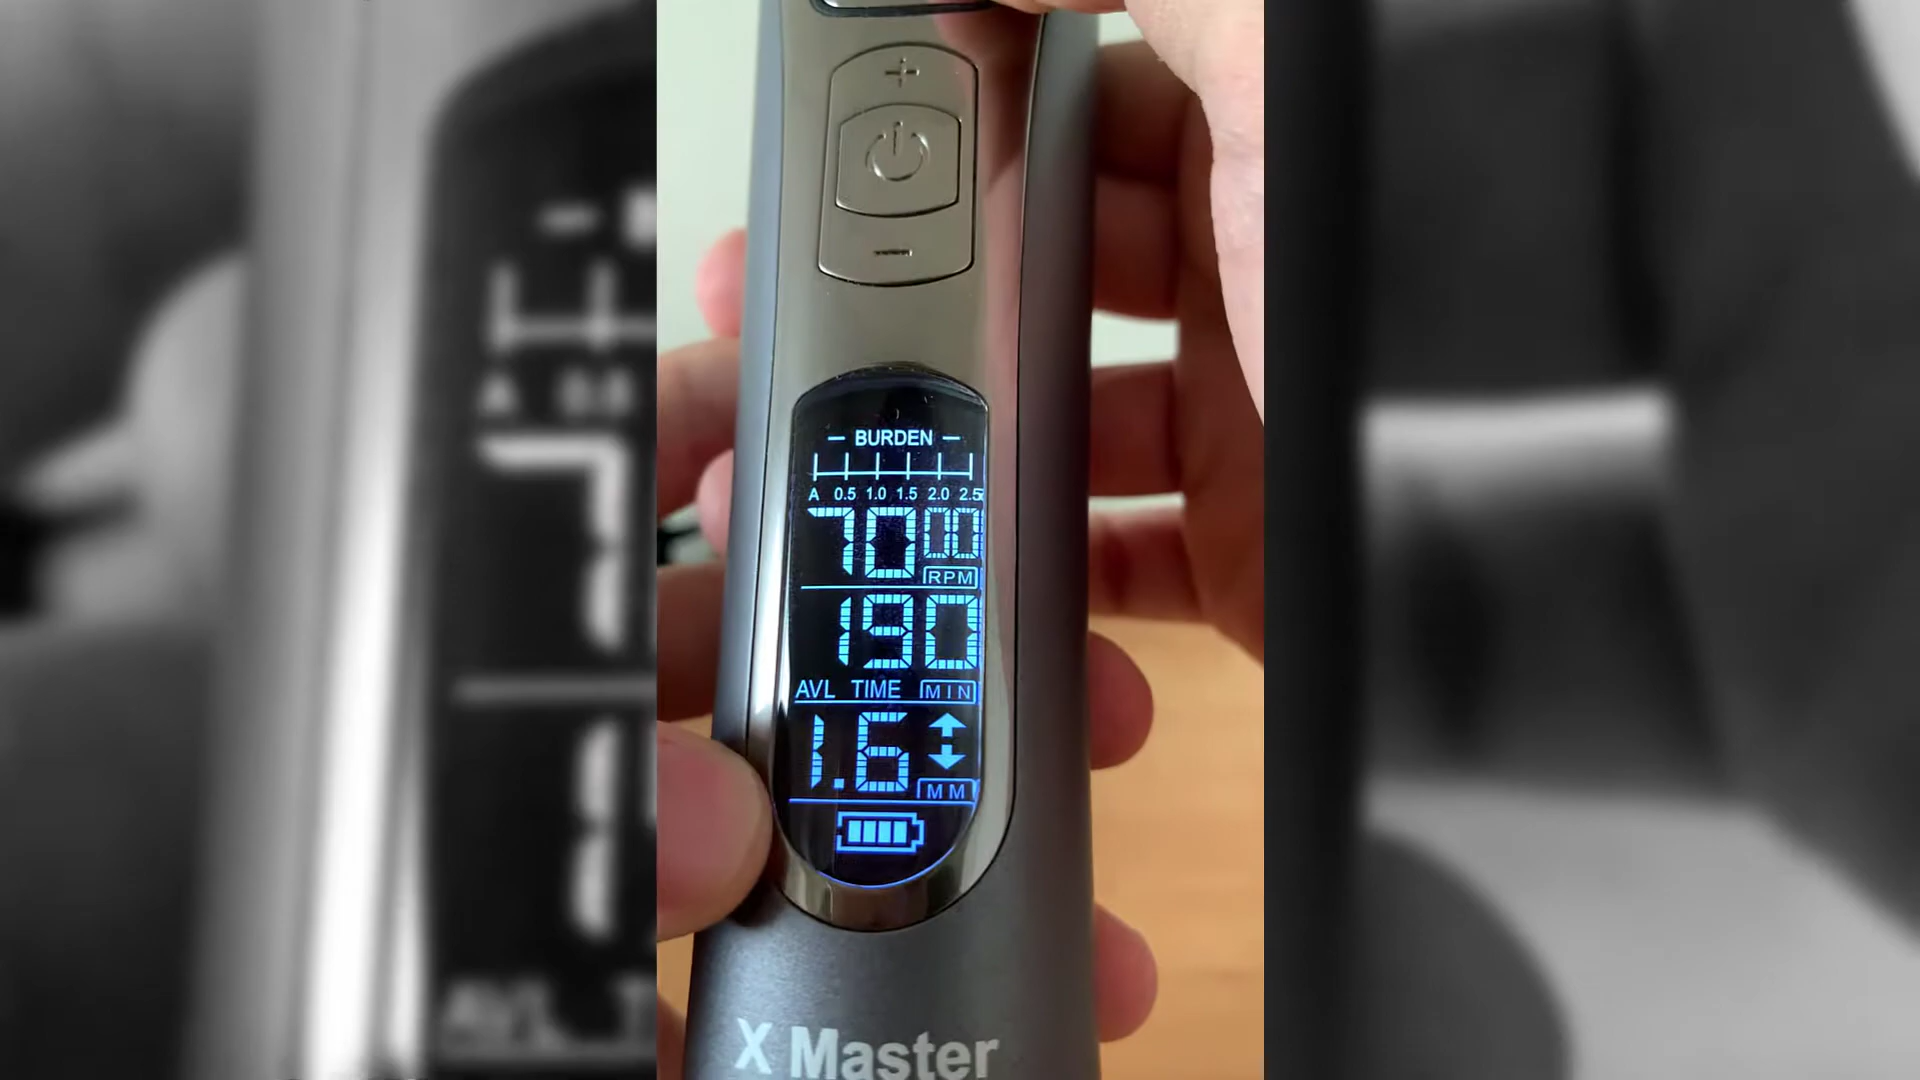 +
–
– BURDEN –
A 0.5 1.0 1.5 2.0 2.5
7000
RPM
190
AVL TIME MIN
1.6
MM
X Master